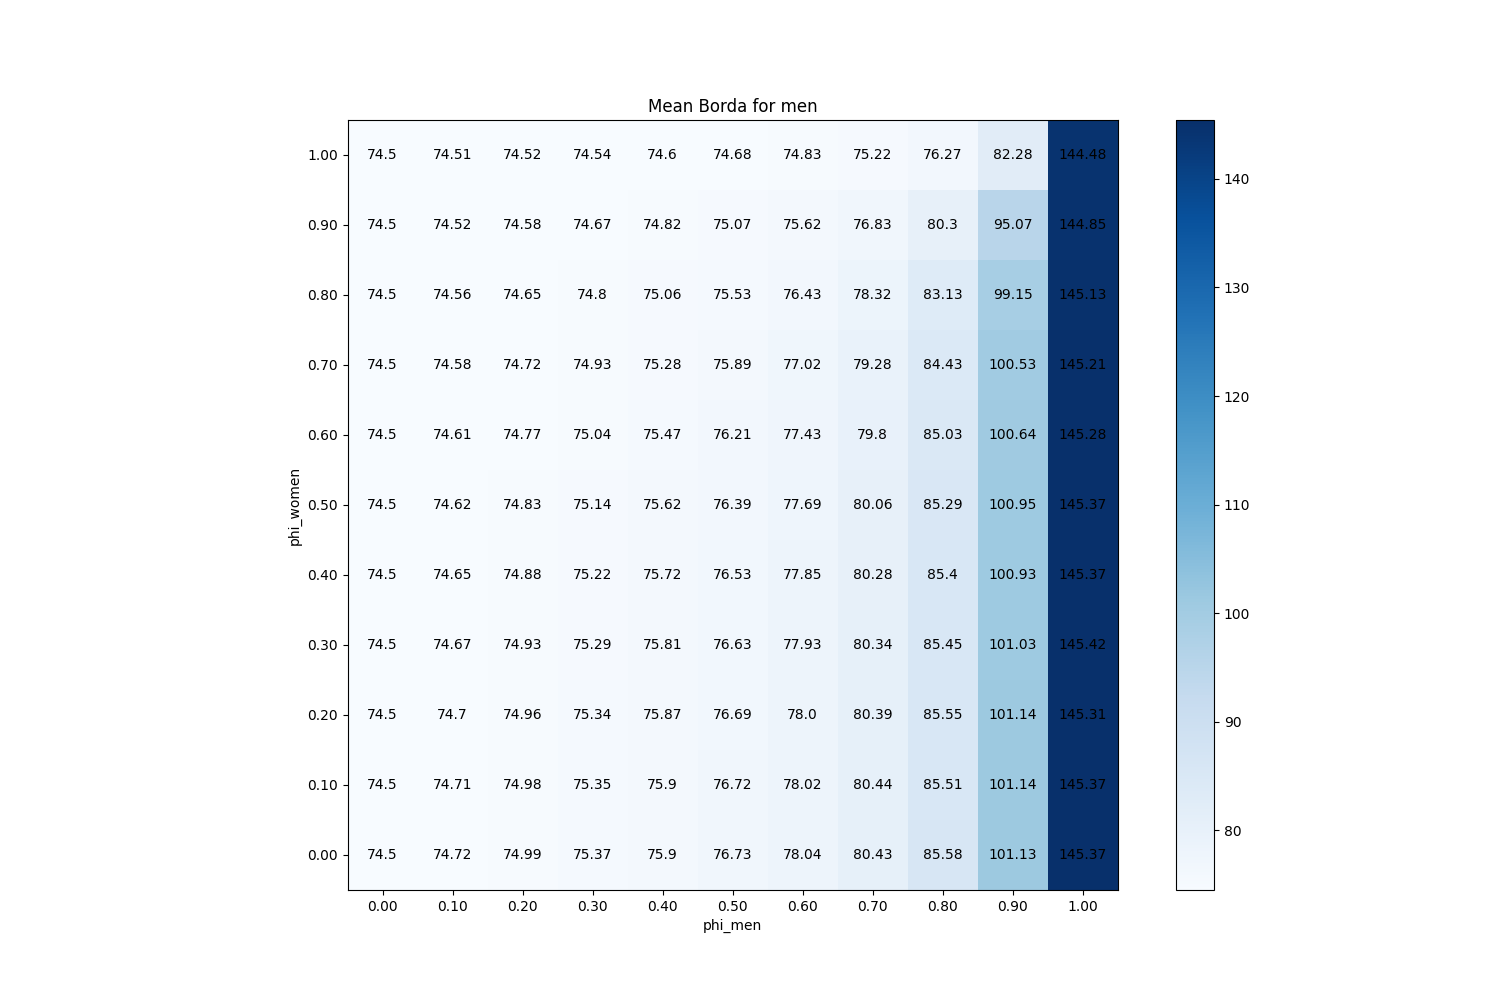 Mean Borda for men
1.00 74.5 74.51 74.52 74.54 74.6 74.68 74.83 75.22 76.27 82.28 144.48
0.90 74.5 74.52 74.58 74.67 74.82 75.07 75.62 76.83 80.3 95.07 144.85
0.80 74.5 74.56 74.65 74.8 75.06 75.53 76.43 78.32 83.13 99.15 145.13
0.70 74.5 74.58 74.72 74.93 75.28 75.89 77.02 79.28 84.43 100.53 145.21
0.60 74.5 74.61 74.77 75.04 75.47 76.21 77.43 79.8 85.03 100.64 145.28
0.50 74.5 74.62 74.83 75.14 75.62 76.39 77.69 80.06 85.29 100.95 145.37
0.40 74.5 74.65 74.88 75.22 75.72 76.53 77.85 80.28 85.4 100.93 145.37
0.30 74.5 74.67 74.93 75.29 75.81 76.63 77.93 80.34 85.45 101.03 145.42
0.20 74.5 74.7 74.96 75.34 75.87 76.69 78.0 80.39 85.55 101.14 145.31
0.10 74.5 74.71 74.98 75.35 75.9 76.72 78.02 80.44 85.51 101.14 145.37
0.00 74.5 74.72 74.99 75.37 75.9 76.73 78.04 80.43 85.58 101.13 145.37
0.00 0.10 0.20 0.30 0.40 0.50 0.60 0.70 0.80 0.90 1.00
phi_men
phi_women
140
130
120
110
100
90
80